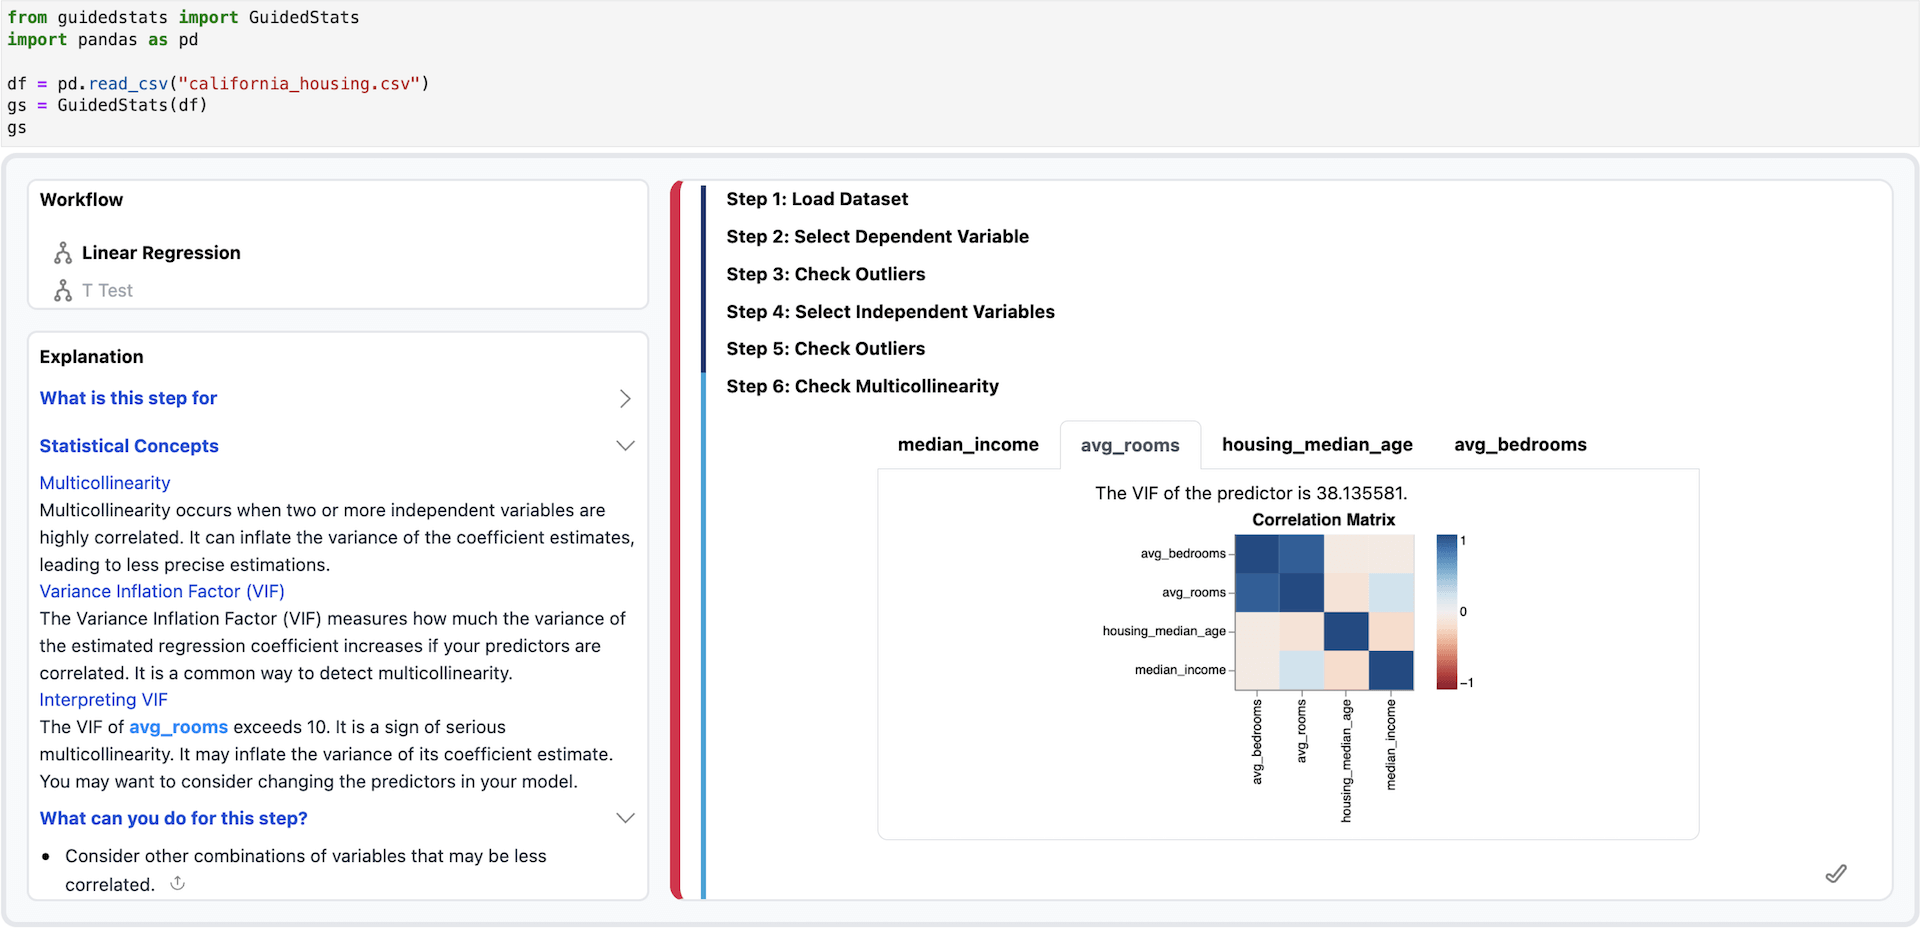 from guidedstats import GuidedStats
import pandas as pd
df = pd.read_csv("california_housing.csv")
gs = GuidedStats(df)
gs
Workflow
Linear Regression
T Test
Explanation
What is this step for
Statistical Concepts
Multicollinearity
Multicollinearity occurs when two or more independent variables are
highly correlated. It can inflate the variance of the coefficient estimates,
leading to less precise estimations.
Variance Inflation Factor (VIF)
The Variance Inflation Factor (VIF) measures how much the variance of
the estimated regression coefficient increases if your predictors are
correlated. It is a common way to detect multicollinearity.
Interpreting VIF
The VIF of avg_rooms exceeds 10. It is a sign of serious
multicollinearity. It may inflate the variance of its coefficient estimate.
You may want to consider changing the predictors in your model.
What can you do for this step?
• Consider other combinations of variables that may be less
correlated.
Step 1: Load Dataset
Step 2: Select Dependent Variable
Step 3: Check Outliers
Step 4: Select Independent Variables
Step 5: Check Outliers
Step 6: Check Multicollinearity
median_income avg_rooms housing_median_age avg_bedrooms
The VIF of the predictor is 38.135581.
Correlation Matrix
avg_bedrooms
avg_rooms
housing_median_age
median_income
avg_bedrooms
avg_rooms
housing_median_age
median_income
1
0
−1